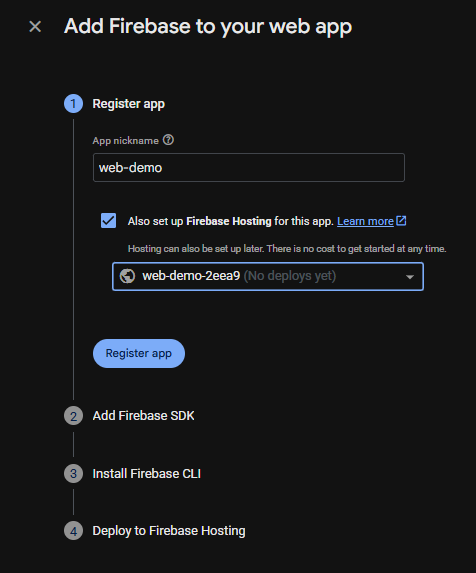 Add Firebase to your web app
1 Register app
App nickname
web-demo
Also set up Firebase Hosting for this app. Learn more
Hosting can also be set up later. There is no cost to get started at any time.
web-demo-2eea9 (No deploys yet)
Register app
2 Add Firebase SDK
3 Install Firebase CLI
4 Deploy to Firebase Hosting